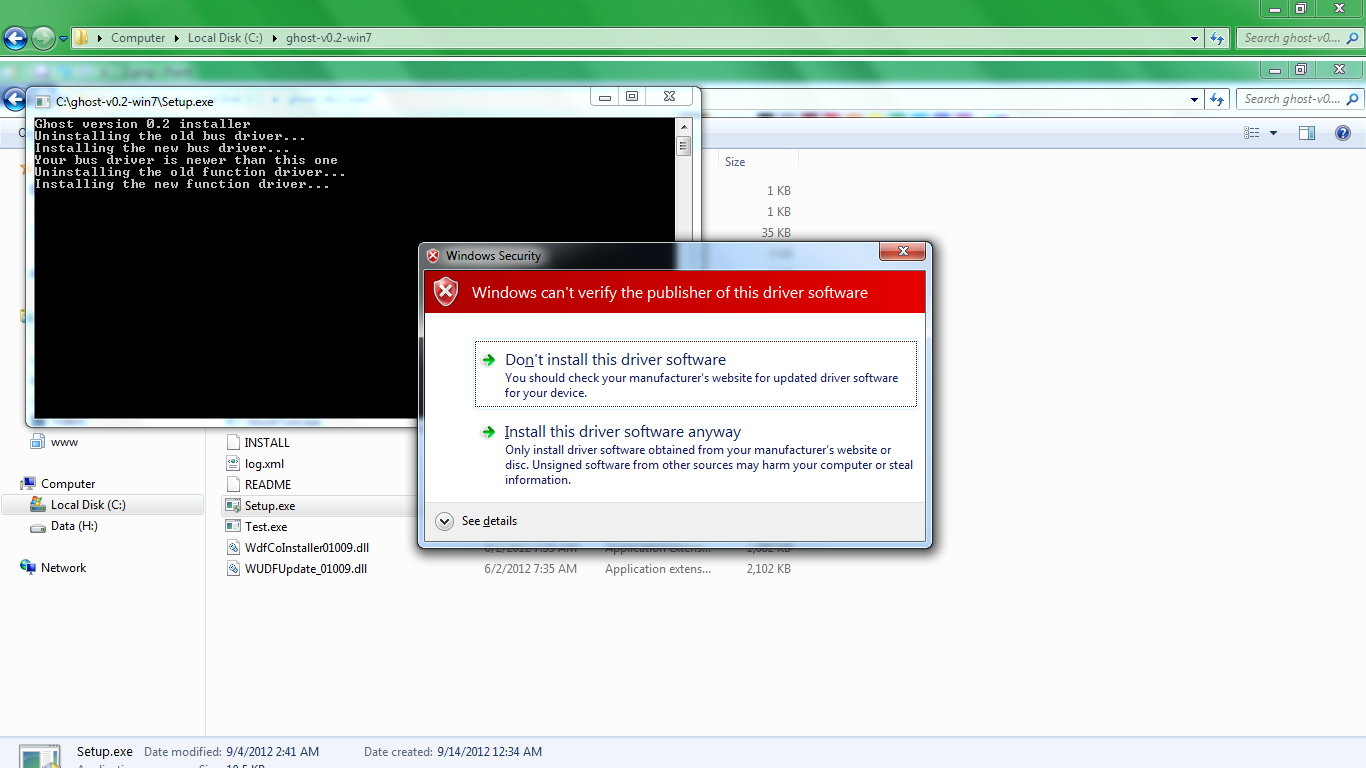 Computer Local Disk (C:) ghost-v0.2-win7
Search ghost-v0....
Search ghost-v0....
C:\ghost-v0.2-win7\Setup.exe
Ghost version 0.2 installer
Uninstalling the old bus driver...
Installing the new bus driver...
Your bus driver is newer than this one
Uninstalling the old function driver...
Installing the new function driver...
Size
1 KB
1 KB
35 KB
Windows Security
Windows can't verify the publisher of this driver software
Don't install this driver software
You should check your manufacturer's website for updated driver software
for your device.
Install this driver software anyway
Only install driver software obtained from your manufacturer's website or
disc. Unsigned software from other sources may harm your computer or steal
information.
See details
www
Computer
Local Disk (C:)
Data (H:)
Network
INSTALL
log.xml
README
Setup.exe
Test.exe
WdfCoInstaller01009.dll 6/2/2012 7:35 AM Application extens...
WUDFUpdate_01009.dll 6/2/2012 7:35 AM Application extens... 2,102 KB
Setup.exe Date modified: 9/4/2012 2:41 AM Date created: 9/14/2012 12:34 AM